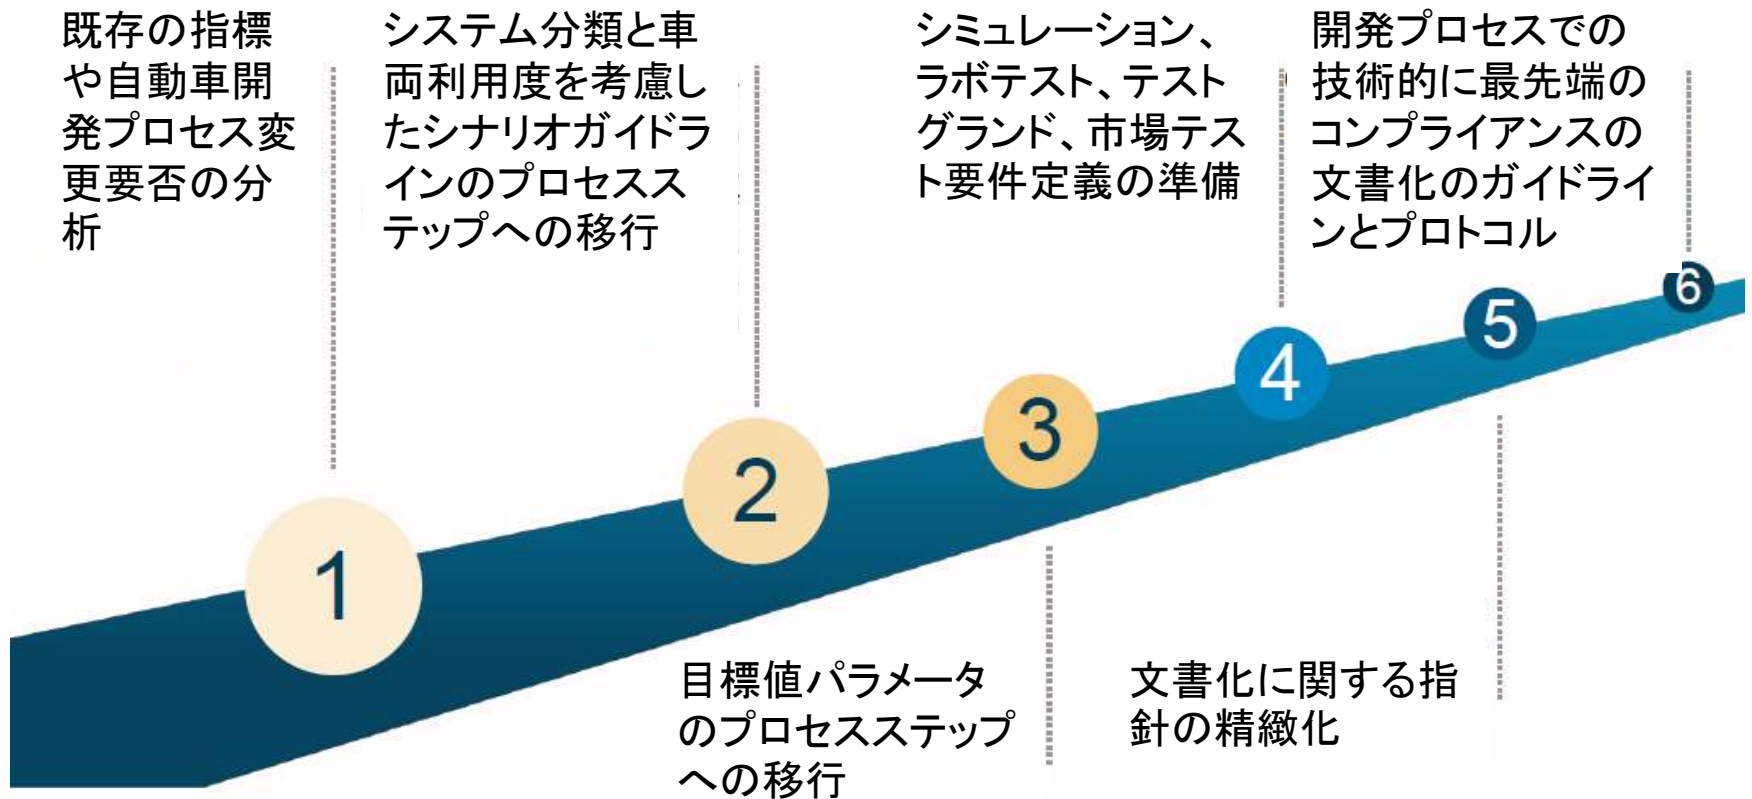 既存の指標
や自動車開
発プロセス変
更要否の分
析
システム分類と車
両利用度を考慮し
たシナリオガイドラ
インのプロセスス
テップへの移行
シミュレーション、
ラボテスト、テスト
グランド、市場テス
ト要件定義の準備
開発プロセスでの
技術的に最先端の
コンプライアンスの
文書化のガイドライ
ンとプロトコル
1
2
3
4
5
6
目標値パラメータ
のプロセスステップ
への移行
文書化に関する指
針の精緻化